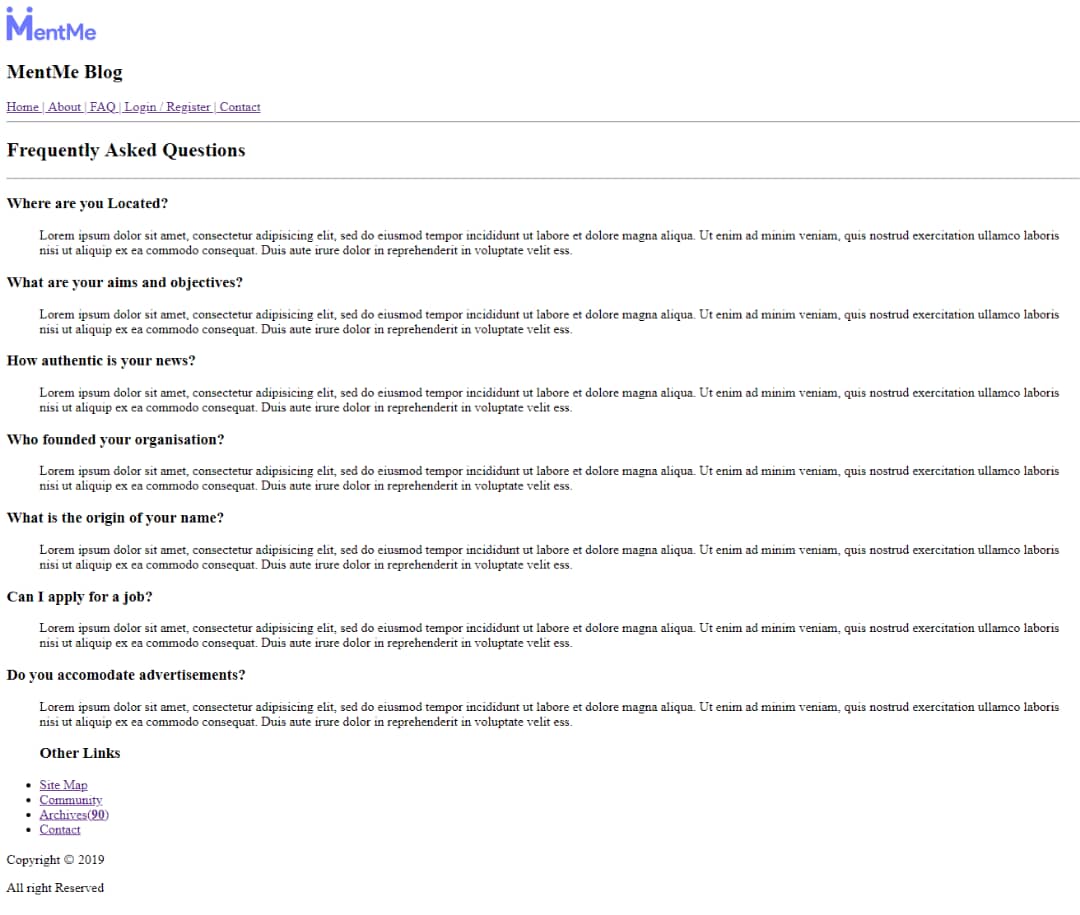 MentMe
MentMe Blog
Home | About | FAQ | Login / Register | Contact
Frequently Asked Questions
Where are you Located?
Lorem ipsum dolor sit amet, consectetur adipisicing elit, sed do eiusmod tempor incididunt ut labore et dolore magna aliqua. Ut enim ad minim veniam, quis nostrud exercitation ullamco laboris
nisi ut aliquip ex ea commodo consequat. Duis aute irure dolor in reprehenderit in voluptate velit ess.
What are your aims and objectives?
Lorem ipsum dolor sit amet, consectetur adipisicing elit, sed do eiusmod tempor incididunt ut labore et dolore magna aliqua. Ut enim ad minim veniam, quis nostrud exercitation ullamco laboris
nisi ut aliquip ex ea commodo consequat. Duis aute irure dolor in reprehenderit in voluptate velit ess.
How authentic is your news?
Lorem ipsum dolor sit amet, consectetur adipisicing elit, sed do eiusmod tempor incididunt ut labore et dolore magna aliqua. Ut enim ad minim veniam, quis nostrud exercitation ullamco laboris
nisi ut aliquip ex ea commodo consequat. Duis aute irure dolor in reprehenderit in voluptate velit ess.
Who founded your organisation?
Lorem ipsum dolor sit amet, consectetur adipisicing elit, sed do eiusmod tempor incididunt ut labore et dolore magna aliqua. Ut enim ad minim veniam, quis nostrud exercitation ullamco laboris
nisi ut aliquip ex ea commodo consequat. Duis aute irure dolor in reprehenderit in voluptate velit ess.
What is the origin of your name?
Lorem ipsum dolor sit amet, consectetur adipisicing elit, sed do eiusmod tempor incididunt ut labore et dolore magna aliqua. Ut enim ad minim veniam, quis nostrud exercitation ullamco laboris
nisi ut aliquip ex ea commodo consequat. Duis aute irure dolor in reprehenderit in voluptate velit ess.
Can I apply for a job?
Lorem ipsum dolor sit amet, consectetur adipisicing elit, sed do eiusmod tempor incididunt ut labore et dolore magna aliqua. Ut enim ad minim veniam, quis nostrud exercitation ullamco laboris
nisi ut aliquip ex ea commodo consequat. Duis aute irure dolor in reprehenderit in voluptate velit ess.
Do you accomodate advertisements?
Lorem ipsum dolor sit amet, consectetur adipisicing elit, sed do eiusmod tempor incididunt ut labore et dolore magna aliqua. Ut enim ad minim veniam, quis nostrud exercitation ullamco laboris
nisi ut aliquip ex ea commodo consequat. Duis aute irure dolor in reprehenderit in voluptate velit ess.
Other Links
• Site Map
• Community
• Archives(90)
• Contact
Copyright © 2019
All right Reserved